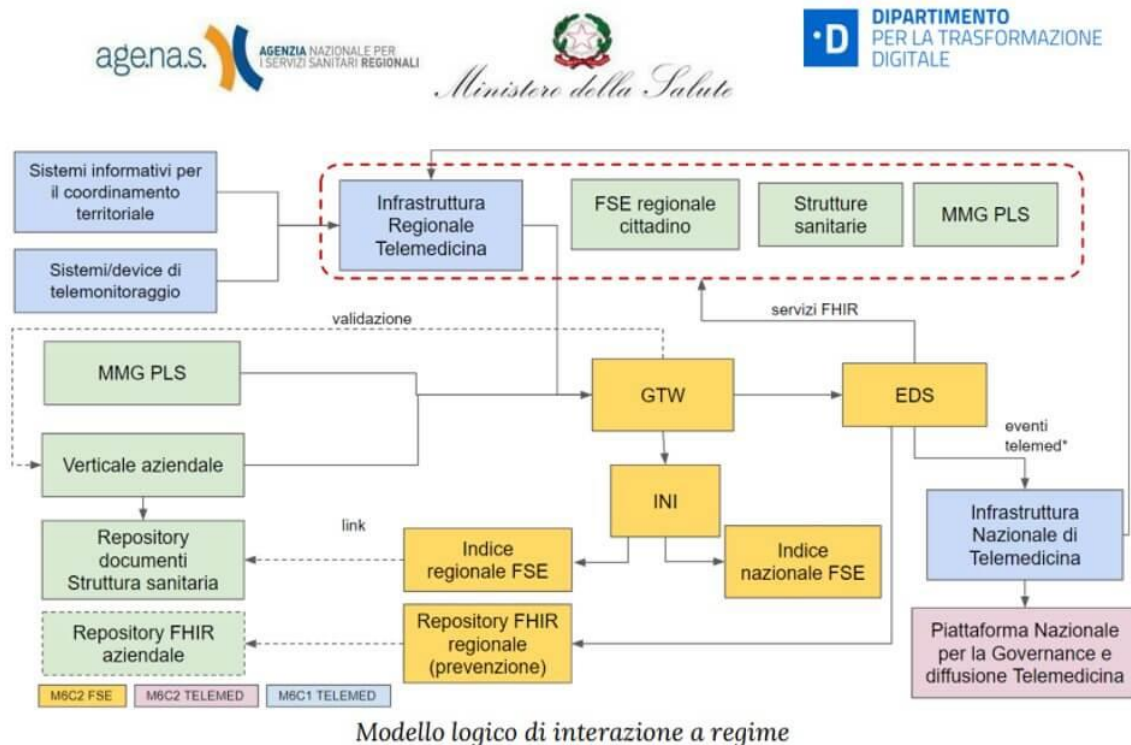 agenas.
AGENZIA NAZIONALE PER
I SERVIZI SANITARI REGIONALI
Ministero della Salute
·D
DIPARTIMENTO
PER LA TRASFORMAZIONE
DIGITALE
Sistemi informativi per
il coordinamento
territoriale
Infrastruttura
Regionale
Telemedicina
FSE regionale
cittadino
Strutture
sanitarie
MMG PLS
Sistemi/device di
telemonitoraggio
validazione
servizi FHIR
MMG PLS
GTW
EDS
eventi
telemed*
Verticale aziendale
INI
Repository
documenti
Struttura sanitaria
link
Indice
regionale FSE
Indice
nazionale FSE
Infrastruttura
Nazionale di
Telemedicina
Repository FHIR
aziendale
Repository FHIR
regionale
(prevenzione)
Piattaforma Nazionale
per la Governance e
diffusione Telemedicina
M6C2 FSE
M6C2 TELEMED
M6C1 TELEMED
Modello logico di interazione a regime